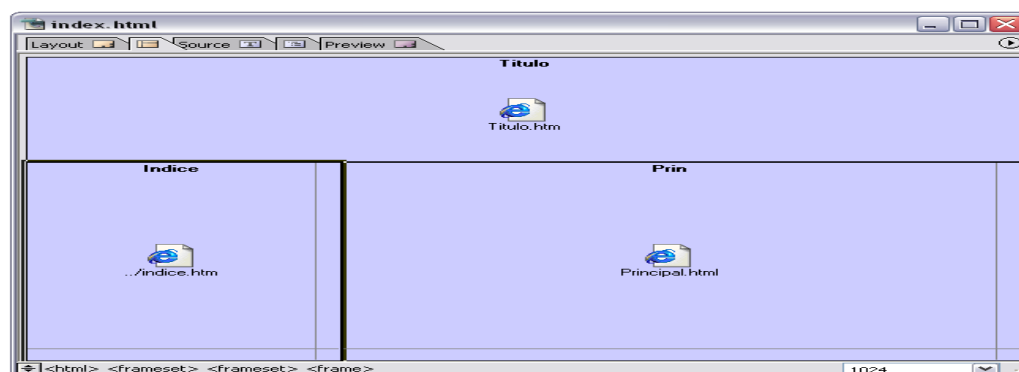 index.html
Layout Source Preview
Titulo
Titulo.htm
Indice Prin
../indice.htm Principal.html
<html> <frameset> <frameset> <frame> 1024